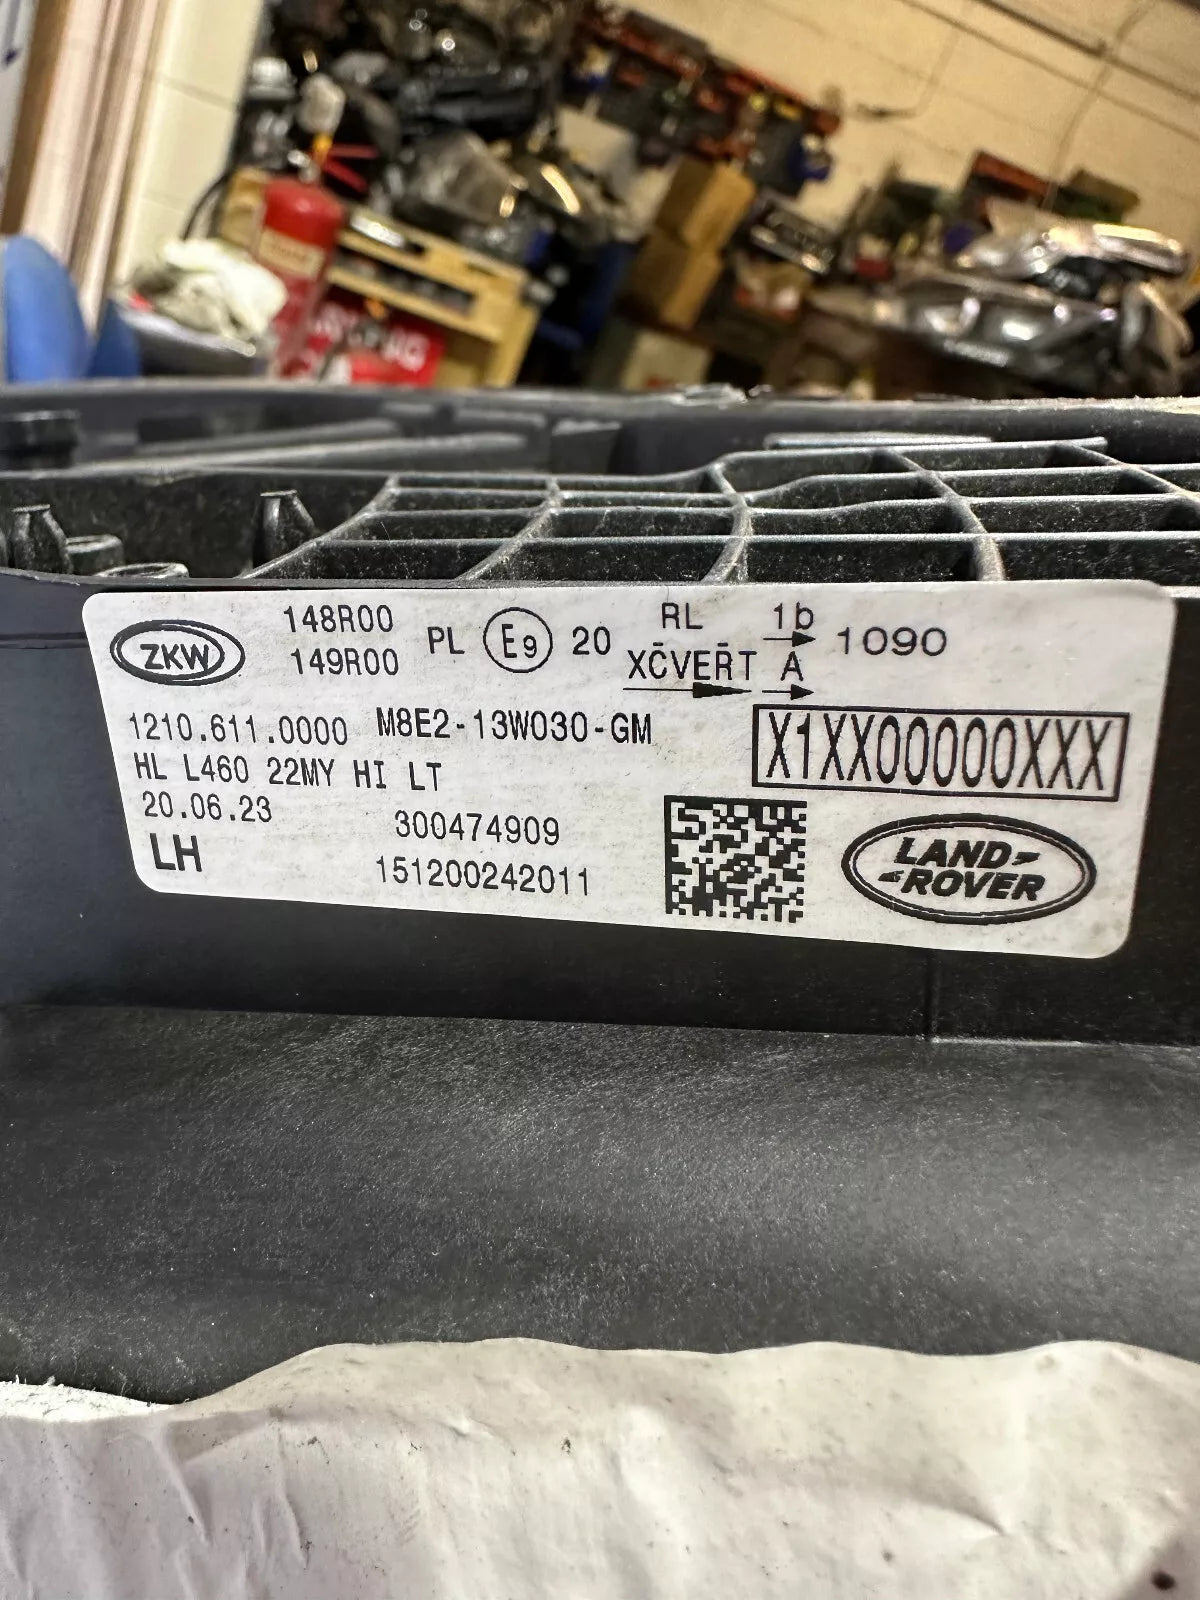 ZKW
148R00
149R00
PL E9 20
RL
XCVERT
1b
A
1090
1210.611.0000 M8E2-13W030-GM
HL L460 22MY HI LT
20.06.23
LH
300474909
151200242011
X1XX00000XXX
LAND
ROVER